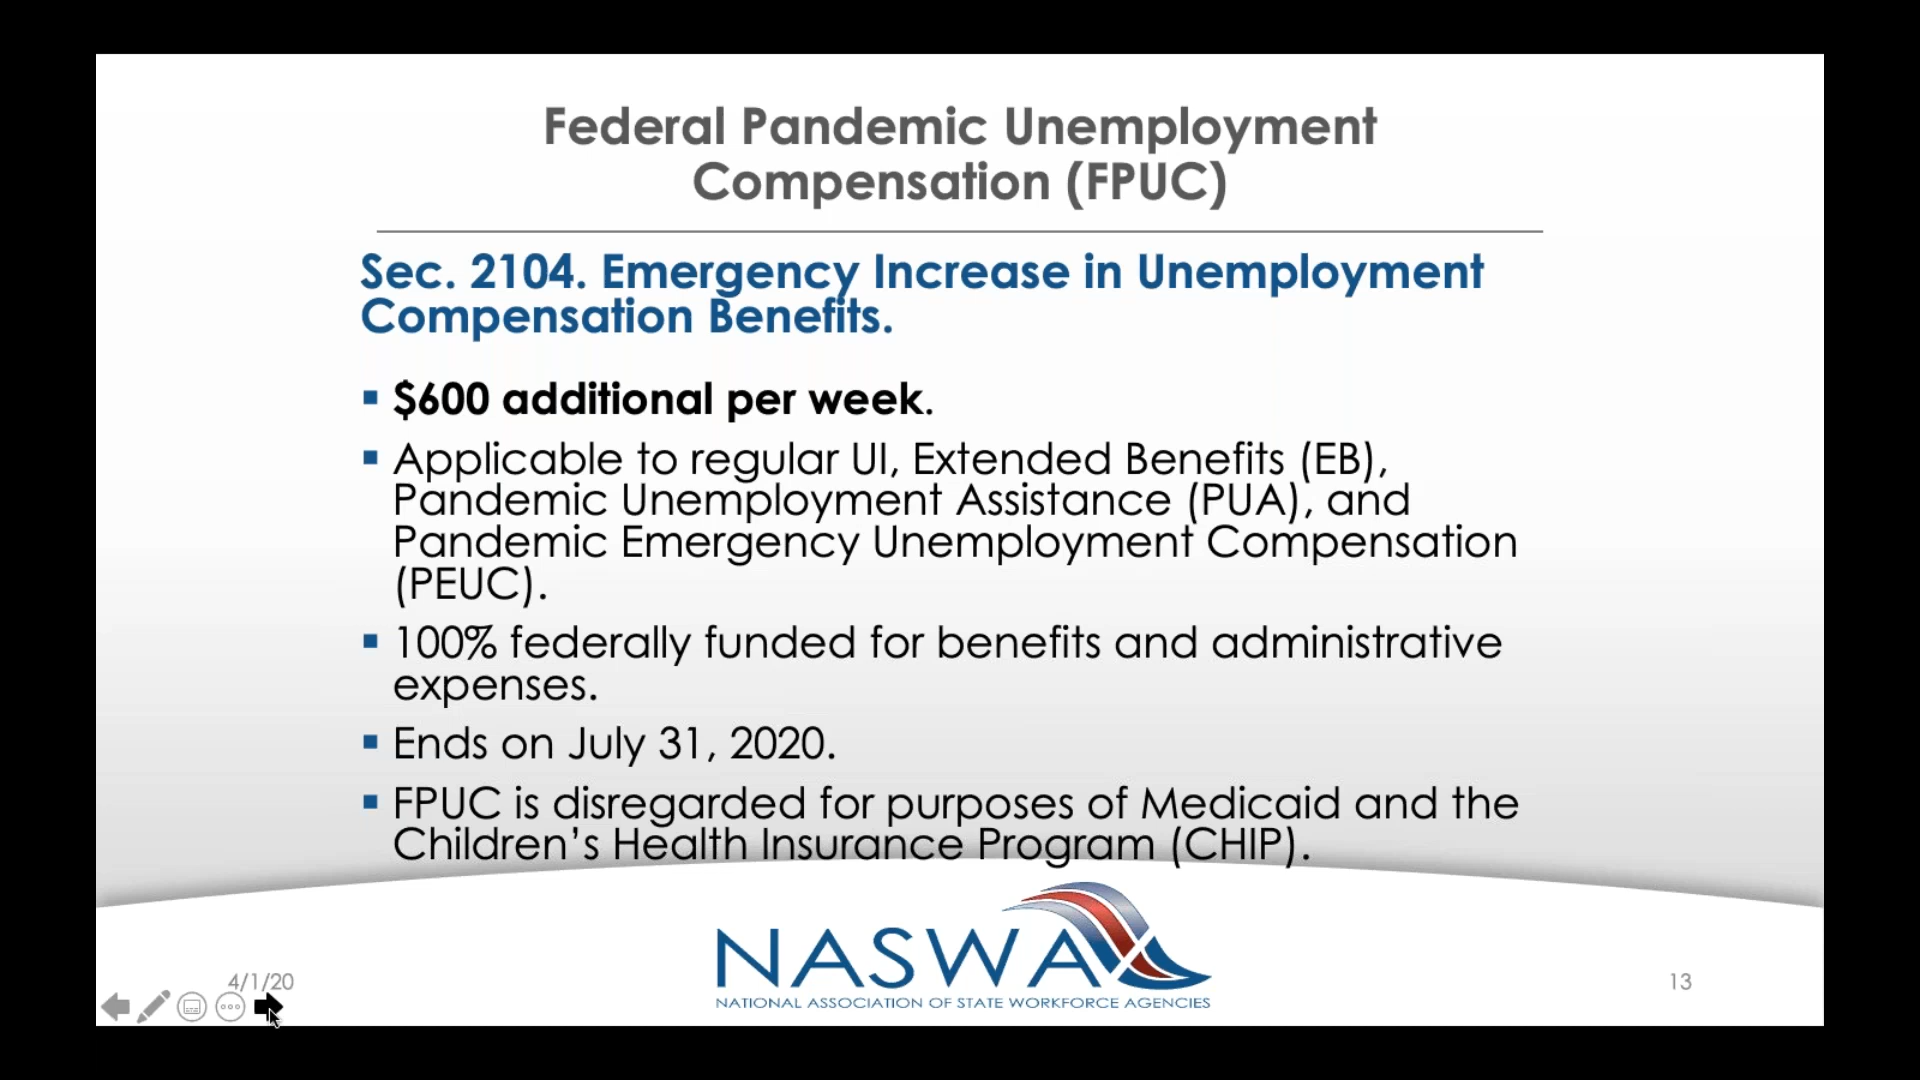 Federal Pandemic Unemployment
Compensation (FPUC)
Sec. 2104. Emergency Increase in Unemployment
Compensation Benefits.
▪ $600 additional per week.
▪ Applicable to regular UI, Extended Benefits (EB),
Pandemic Unemployment Assistance (PUA), and
Pandemic Emergency Unemployment Compensation
(PEUC).
▪ 100% federally funded for benefits and administrative
expenses.
▪ Ends on July 31, 2020.
▪ FPUC is disregarded for purposes of Medicaid and the
Children’s Health Insurance Program (CHIP).
NASWA
NATIONAL ASSOCIATION OF STATE WORKFORCE AGENCIES
4/1/20
13